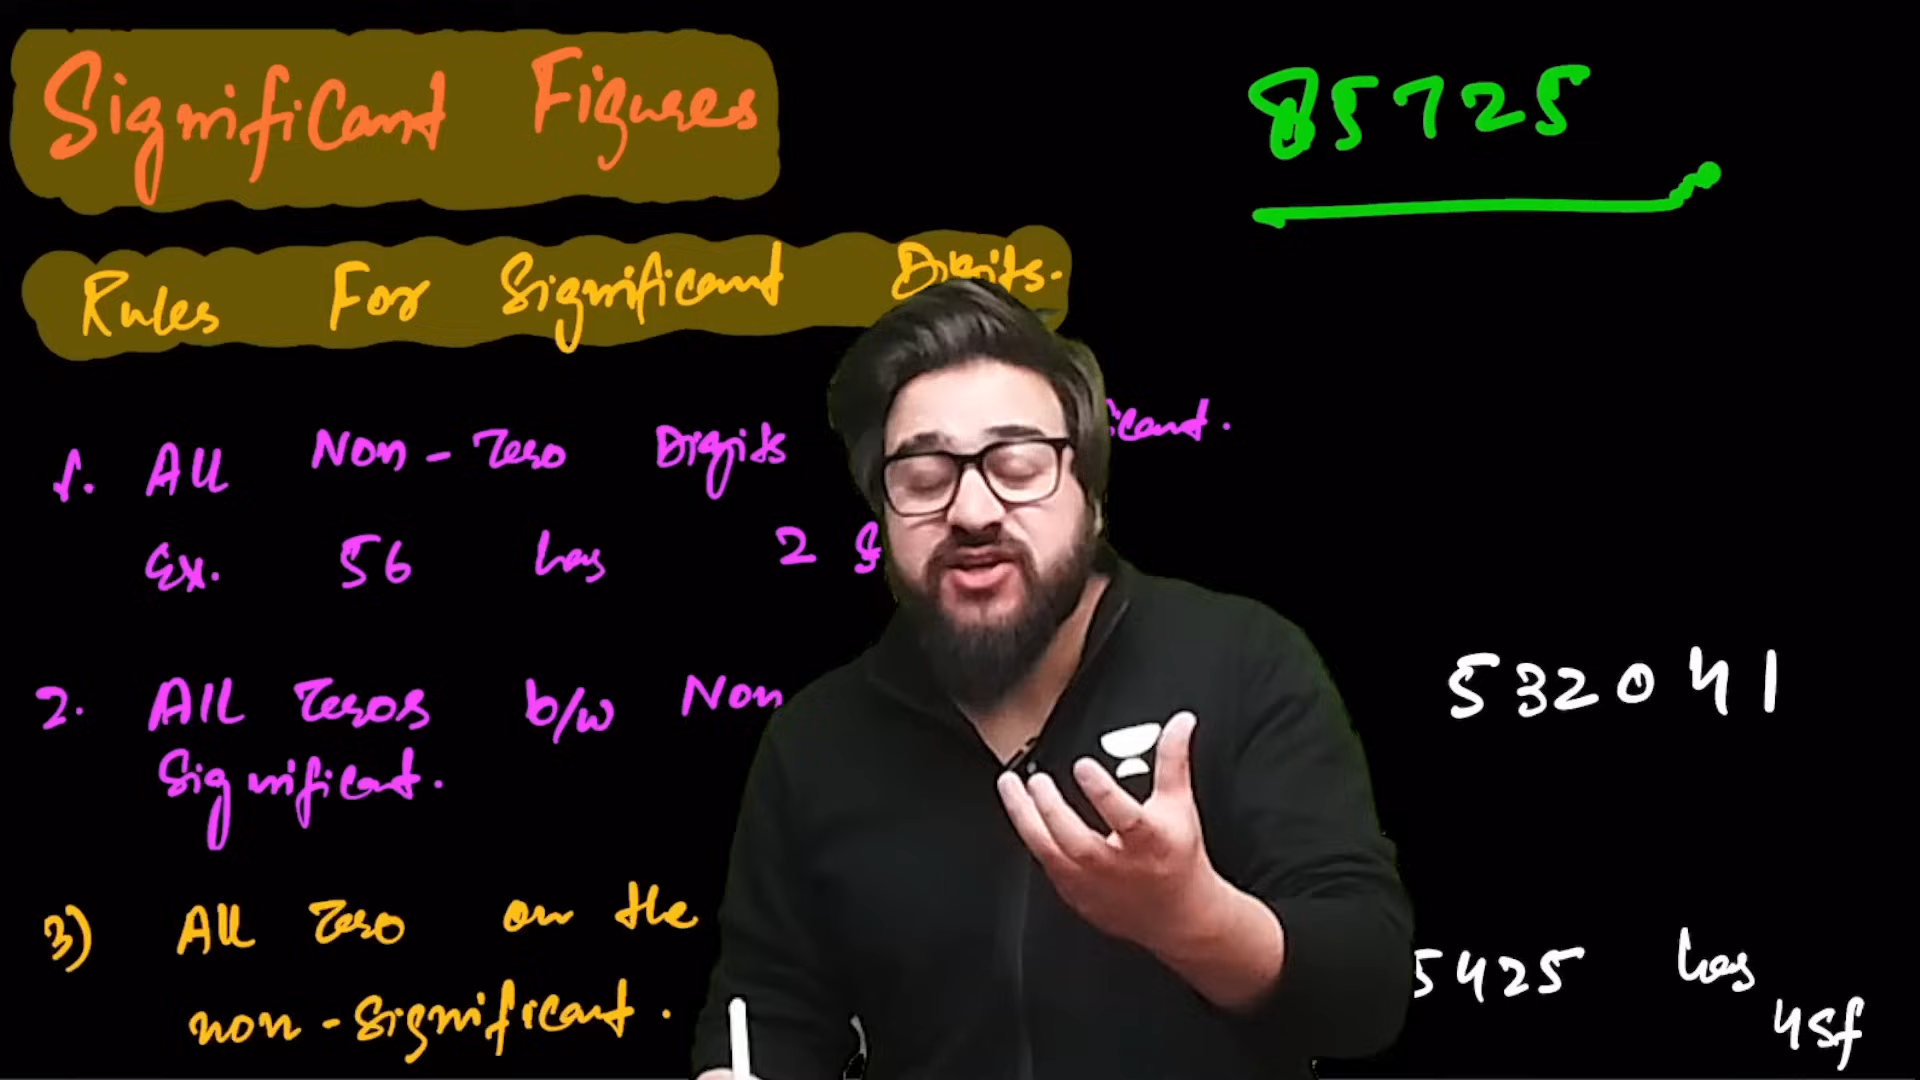 Significant Figures
85725
Rules For Significant Digits.
1. All Non-Zero Digits
Ex. 56 has 2
2. All Zeros b/w Non
Significant.
532041
3) All Zero on the
non-significant.
5425 has
4sf